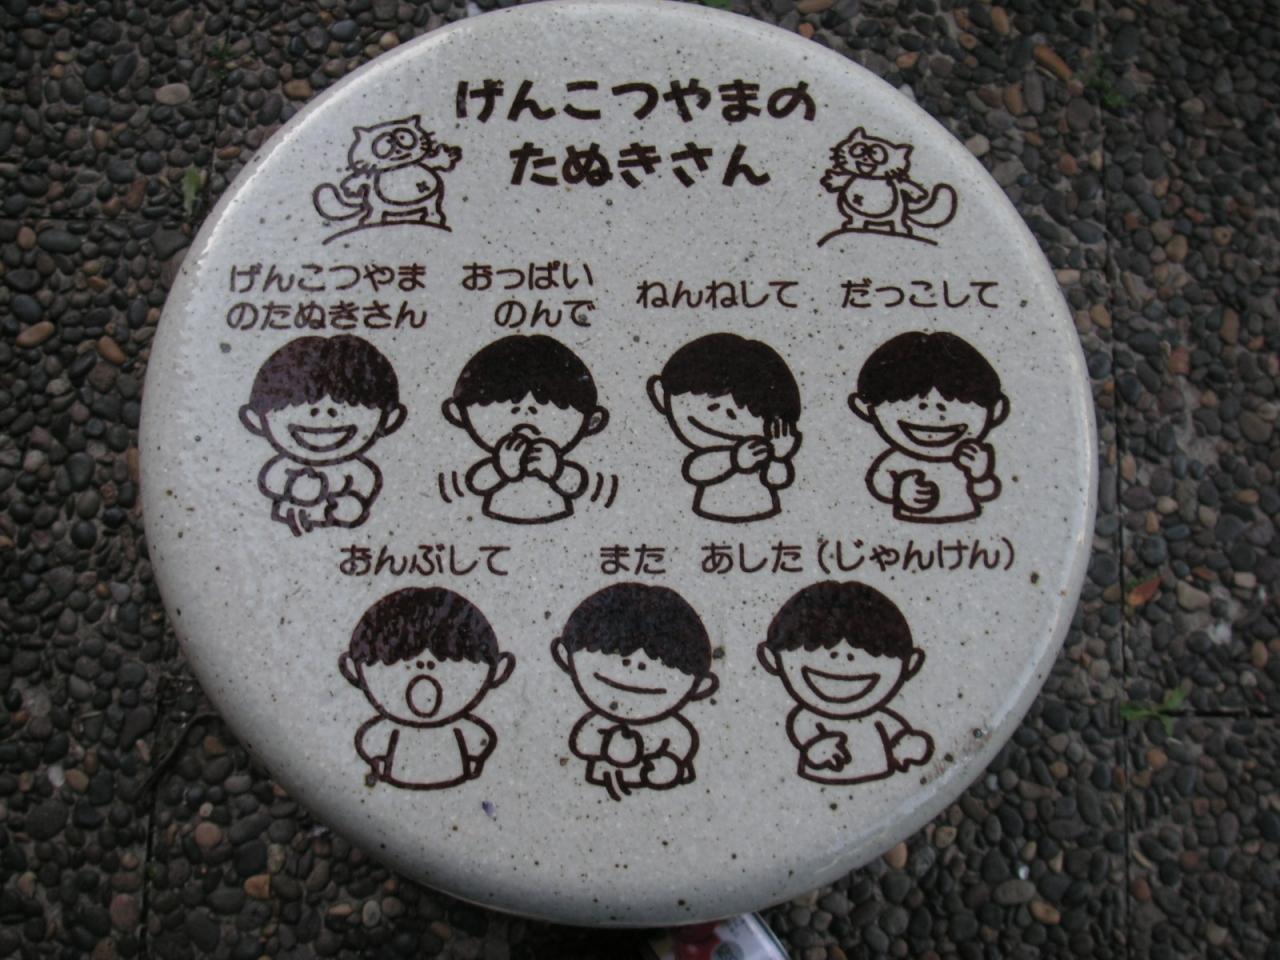 げんこつやまの
たぬきさん
げんこつやま
のたぬきさん
おっぱい
のんで
ねんねして
だっこして
おんぶして
また
あした（じゃんけん）